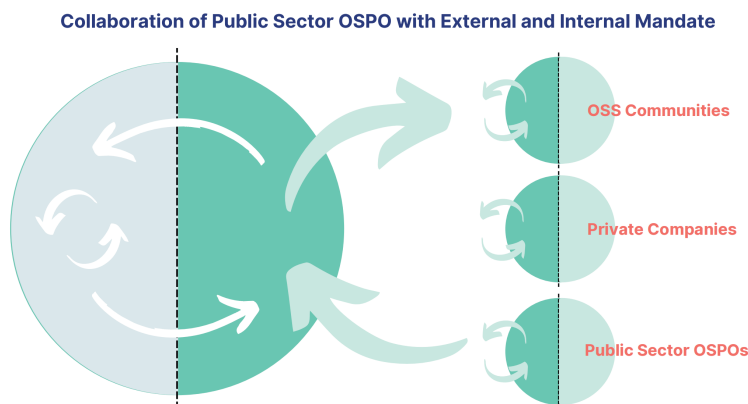 Collaboration of Public Sector OSPO with External and Internal Mandate
OSS Communities
Private Companies
Public Sector OSPOs